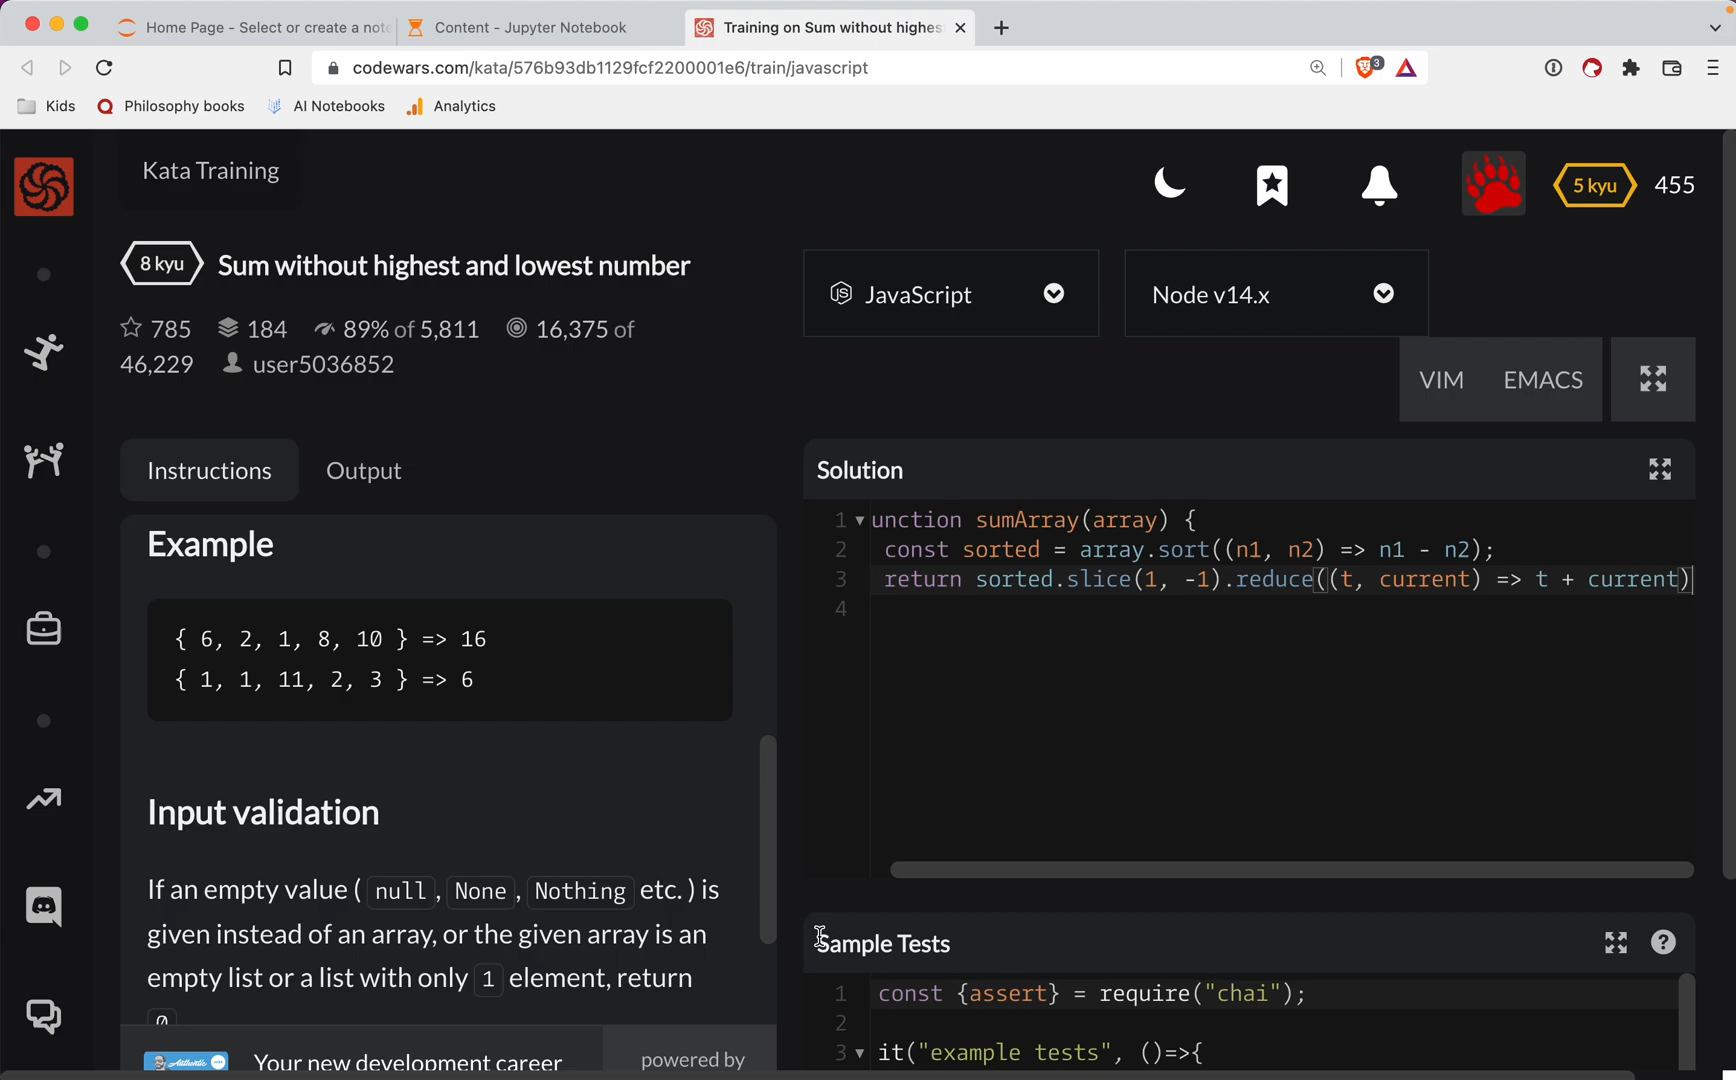 Home Page - Select or create a note
Content - Jupyter Notebook
Training on Sum without highes
codewars.com/kata/576b93db1129fcf2200001e6/train/javascript
3
Kids
Philosophy books
AI Notebooks
Analytics
Kata Training
5 kyu
455
8 kyu
Sum without highest and lowest number
785
184
89% of 5,811
16,375 of
46,229
user5036852
JS JavaScript
Node v14.x
VIM
EMACS
Instructions
Output
Example
{ 6, 2, 1, 8, 10 } => 16
{ 1, 1, 11, 2, 3 } => 6
Input validation
If an empty value ( null , None , Nothing etc. ) is
given instead of an array, or the given array is an
empty list or a list with only 1 element, return
0
Your new development career
powered by
Solution
1 unction sumArray(array) {
2 const sorted = array.sort((n1, n2) => n1 - n2);
3 return sorted.slice(1, -1).reduce((t, current) => t + current)
4
Sample Tests
?
1 const {assert} = require("chai");
2
3 it("example tests", ()=>{